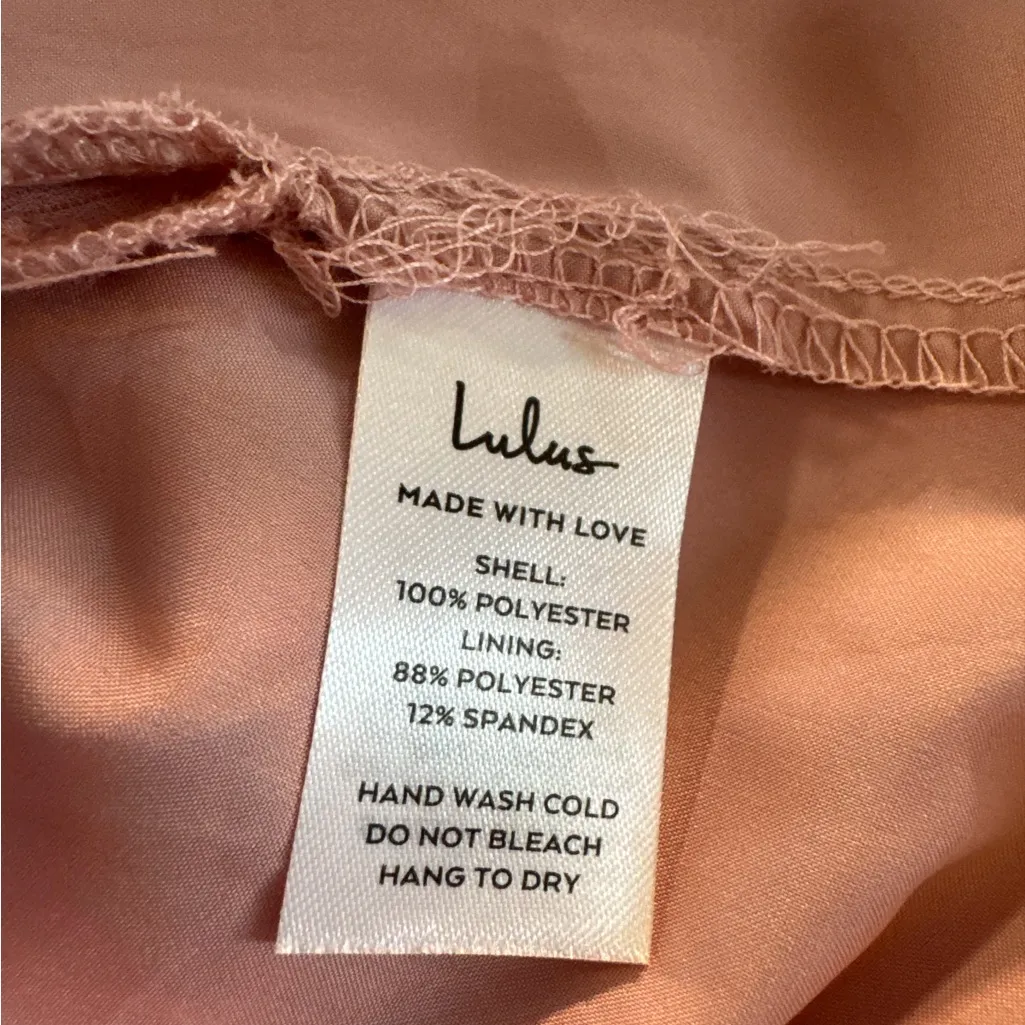 Lulus
MADE WITH LOVE
SHELL:
100% POLYESTER
LINING:
88% POLYESTER
12% SPANDEX
HAND WASH COLD
DO NOT BLEACH
HANG TO DRY